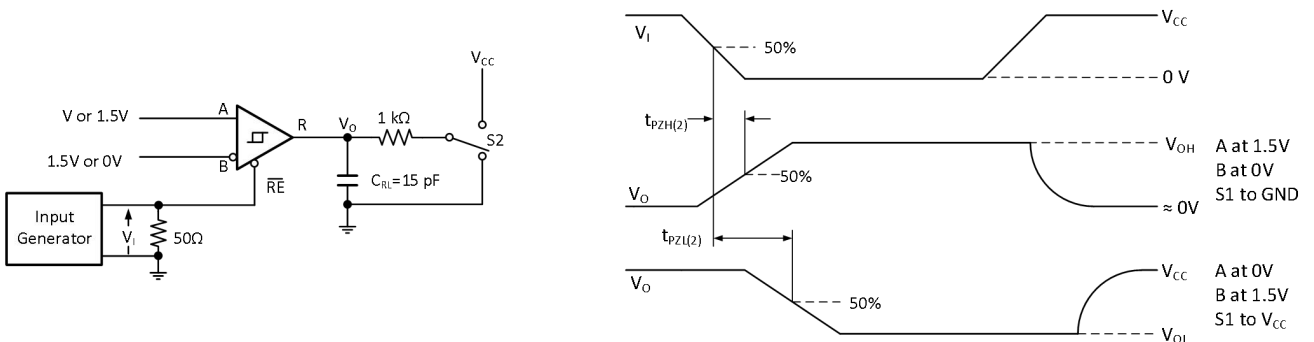 V or 1.5V
A
R
V_O
1 kΩ
V_CC
S2
1.5V or 0V
B
RE
C_RL=15 pF
Input
Generator
V_I
50Ω
V_I
50%
V_CC
0 V
t_PZH(2)
50%
V_O
V_OH
≈ 0V
A at 1.5V
B at 0V
S1 to GND
t_PZL(2)
V_O
50%
V_CC
V_OL
A at 0V
B at 1.5V
S1 to V_CC